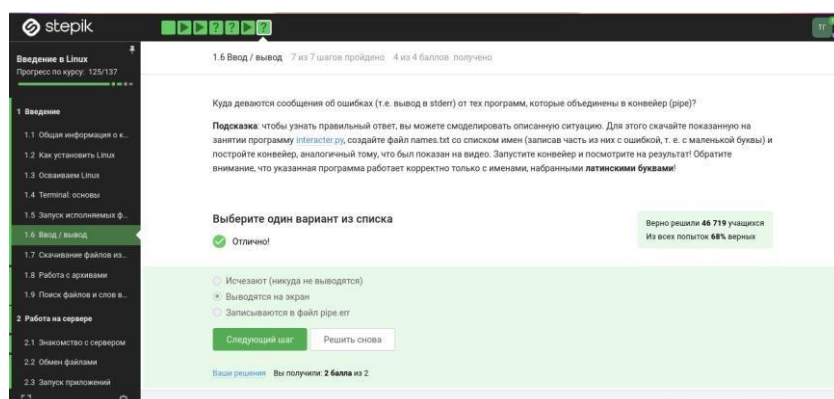 stepik
ТГ
Введение в Linux
Прогресс по курсу: 125/137
1 Введение
1.1 Общая информация о к...
1.2 Как установить Linux
1.3 Осваиваем Linux
1.4 Terminal: основы
1.5 Запуск исполняемых ф...
1.6 Ввод / вывод
1.7 Скачивание файлов из...
1.8 Работа с архивами
1.9 Поиск файлов и слов в...
2 Работа на сервере
2.1 Знакомство с сервером
2.2 Обмен файлами
2.3 Запуск приложений
1.6 Ввод / вывод 7 из 7 шагов пройдено 4 из 4 баллов получено
Куда деваются сообщения об ошибках (т.е. вывод в stderr) от тех программ, которые объединены в конвейер (pipe)?
Подсказка: чтобы узнать правильный ответ, вы можете смоделировать описанную ситуацию. Для этого скачайте показанную на
занятии программу interacter.py, создайте файл names.txt со списком имен (записав часть из них с ошибкой, т. е. с маленькой буквы) и
постройте конвейер, аналогичный тому, что был показан на видео. Запустите конвейер и посмотрите на результат! Обратите
внимание, что указанная программа работает корректно только с именами, набранными латинскими буквами!
Выберите один вариант из списка
Отлично!
Верно решили 46 719 учащихся
Из всех попыток 68% верных
Исчезают (никуда не выводятся)
Выводятся на экран
Записываются в файл pipe.err
Следующий шаг
Решить снова
Ваши решения Вы получили: 2 балла из 2